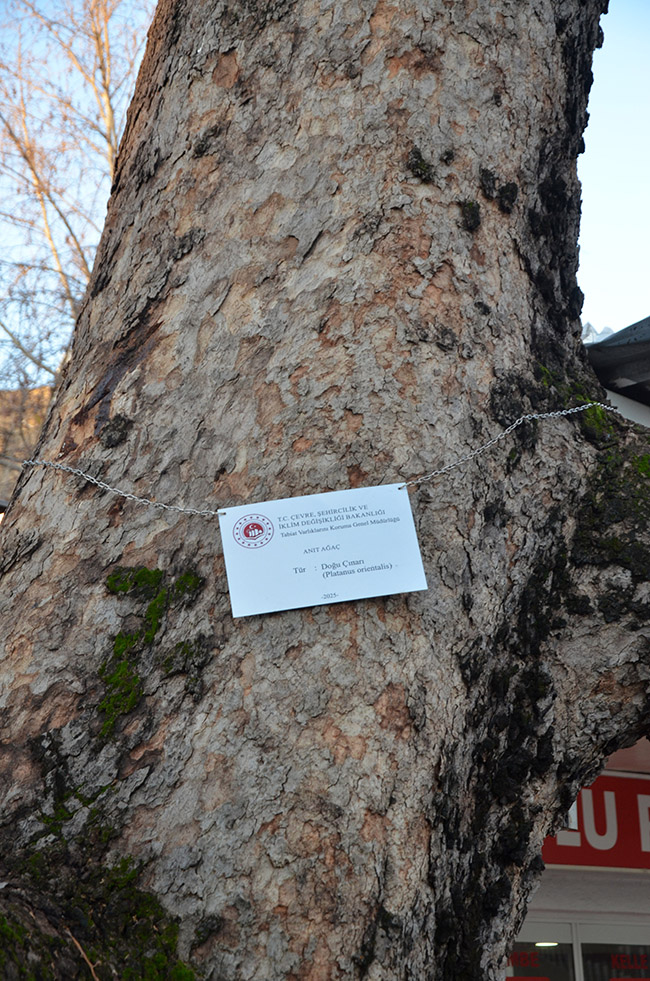 T.C. ÇEVRE, ŞEHİRCİLİK VE
İKLİM DEĞİŞİKLİĞİ BAKANLIĞI
Tabiat Varlıklarını Koruma Genel Müdürlüğü
ANIT AĞAÇ
Tür : Doğu Çınarı
(Platanus orientalis)
-2025-
LU